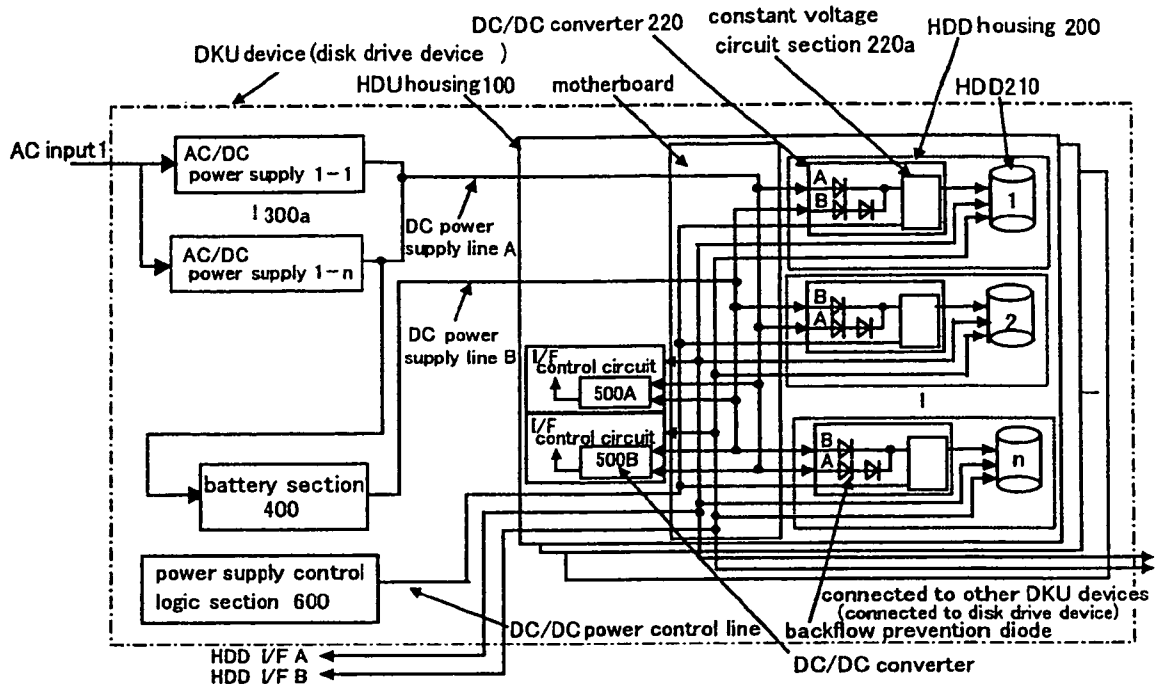 DC/DC converter 220
constant voltage
circuit section 220a
HDD housing 200
DKU device (disk drive device )
HDU housing 100
motherboard
HDD210
AC input 1
AC/DC
power supply 1-1
300a
AC/DC
power supply 1-n
DC power
supply line A
DC power
supply line B
A
B
1
B
A
2
I/F
control circuit
500A
I/F
control circuit
500B
B
A
n
battery section
400
power supply control
logic section 600
DC/DC power control line
connected to other DKU devices
(connected to disk drive device)
backflow prevention diode
DC/DC converter
HDD I/F A
HDD I/F B